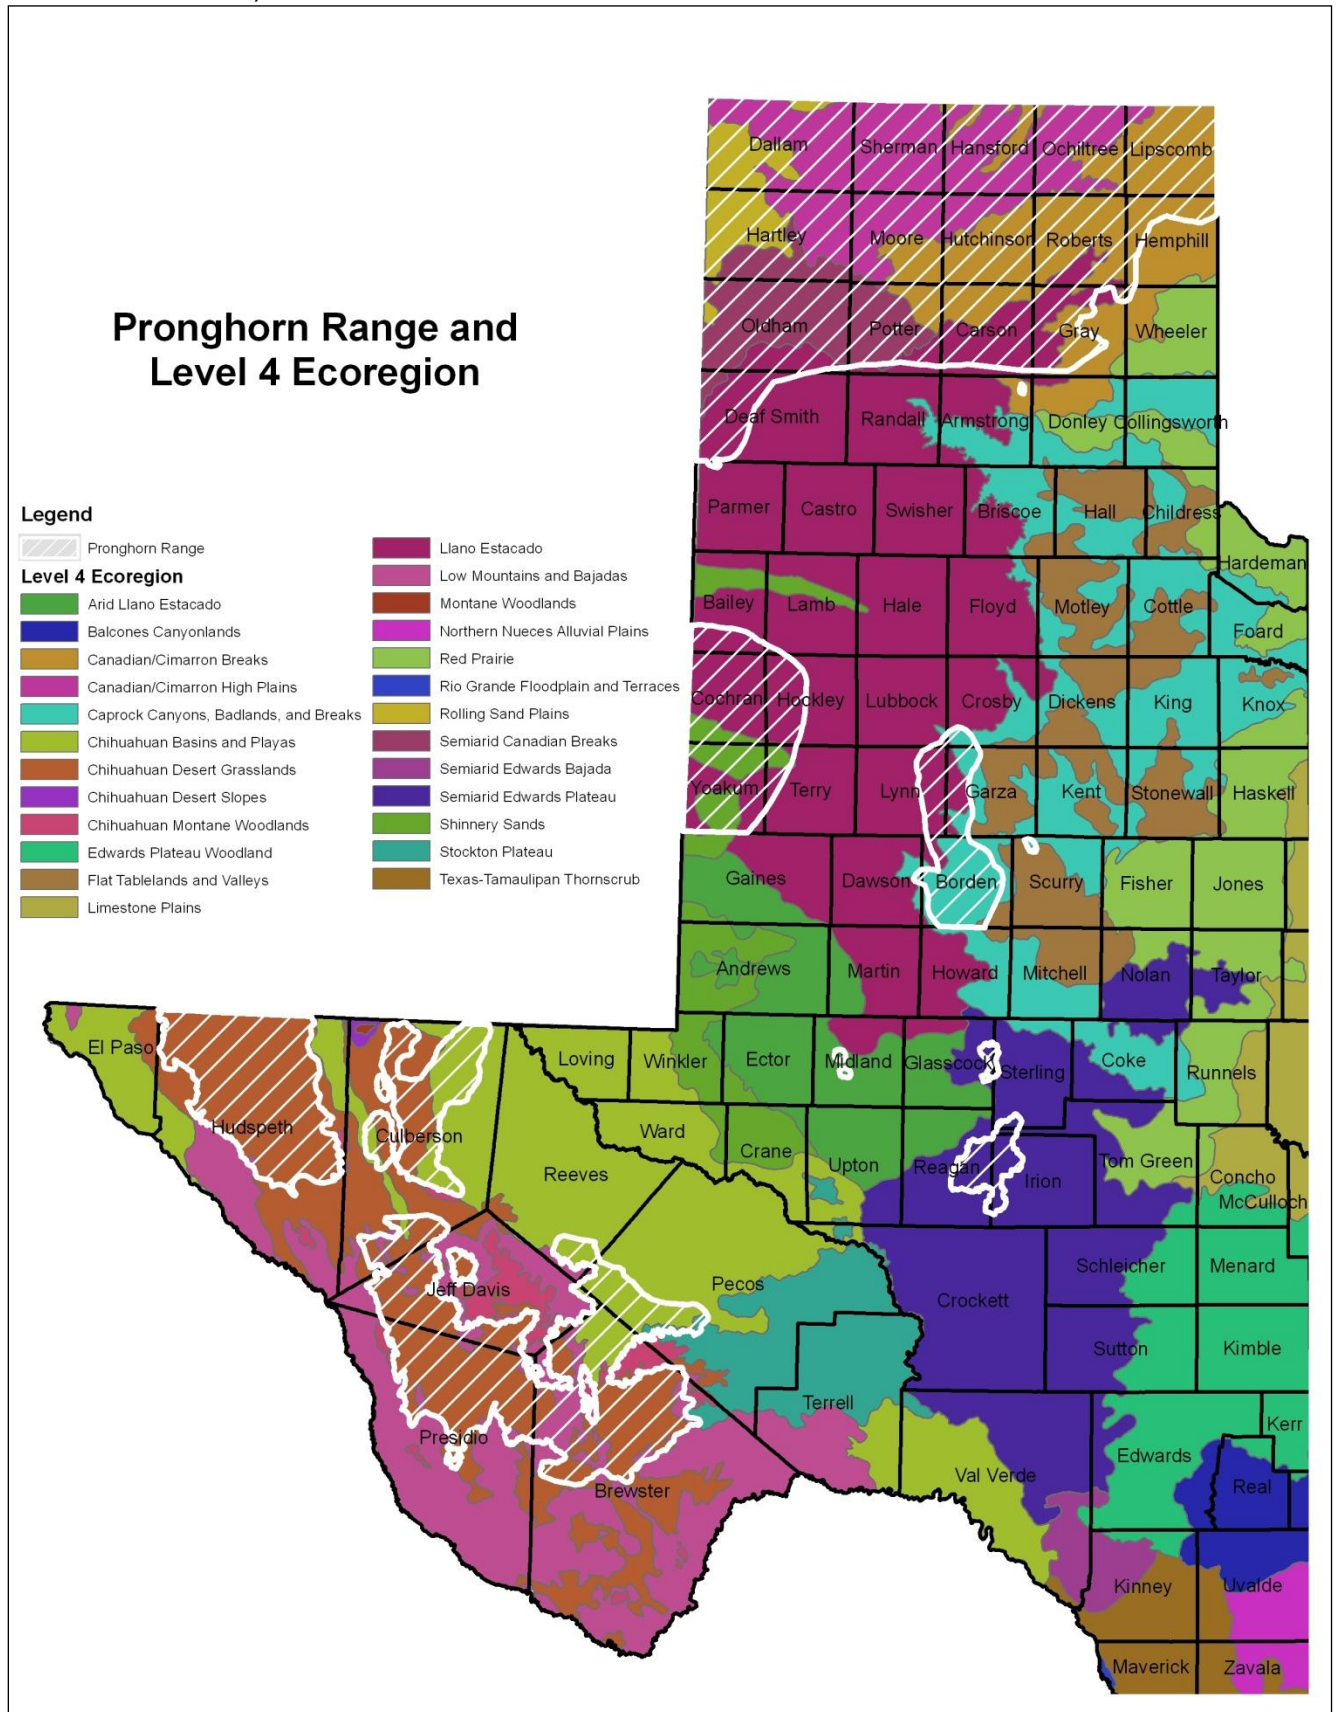 Pronghorn Range and
Level 4 Ecoregion
Legend
Pronghorn Range
Level 4 Ecoregion
Arid Llano Estacado
Balcones Canyonlands
Canadian/Cimarron Breaks
Canadian/Cimarron High Plains
Caprock Canyons, Badlands, and Breaks
Chihuahuan Basins and Playas
Chihuahuan Desert Grasslands
Chihuahuan Desert Slopes
Chihuahuan Montane Woodlands
Edwards Plateau Woodland
Flat Tablelands and Valleys
Limestone Plains
Llano Estacado
Low Mountains and Bajadas
Montane Woodlands
Northern Nueces Alluvial Plains
Red Prairie
Rio Grande Floodplain and Terraces
Rolling Sand Plains
Semiarid Canadian Breaks
Semiarid Edwards Bajada
Semiarid Edwards Plateau
Shinnery Sands
Stockton Plateau
Texas-Tamaulipan Thornscrub
Dallam Sherman Hansford Ochiltree Lipscomb
Hartley Moore Hutchinson Roberts Hemphill
Oldham Potter Carson Gray Wheeler
Deaf Smith Randall Armstrong Donley Collingsworth
Parmer Castro Swisher Briscoe Hall Childress
Hardeman
Bailey Lamb Hale Floyd Motley Cottle
Foard
Cochran Hockley Lubbock Crosby Dickens King Knox
Yoakum Terry Lynn Garza Kent Stonewall Haskell
Gaines Dawson Borden Scurry Fisher Jones
Andrews Martin Howard Mitchell Nolan Taylor
El Paso Loving Winkler Ector Midland Glasscock Sterling Coke Runnels
Hudspeth Culberson Ward Crane Upton Reagan Irion Tom Green Concho
Reeves
McCulloch
Jeff Davis Pecos Crockett Schleicher Menard
Sutton Kimble
Terrell
Presidio Kerr
Brewster Val Verde Edwards
Real
Kinney Uvalde
Maverick Zavala